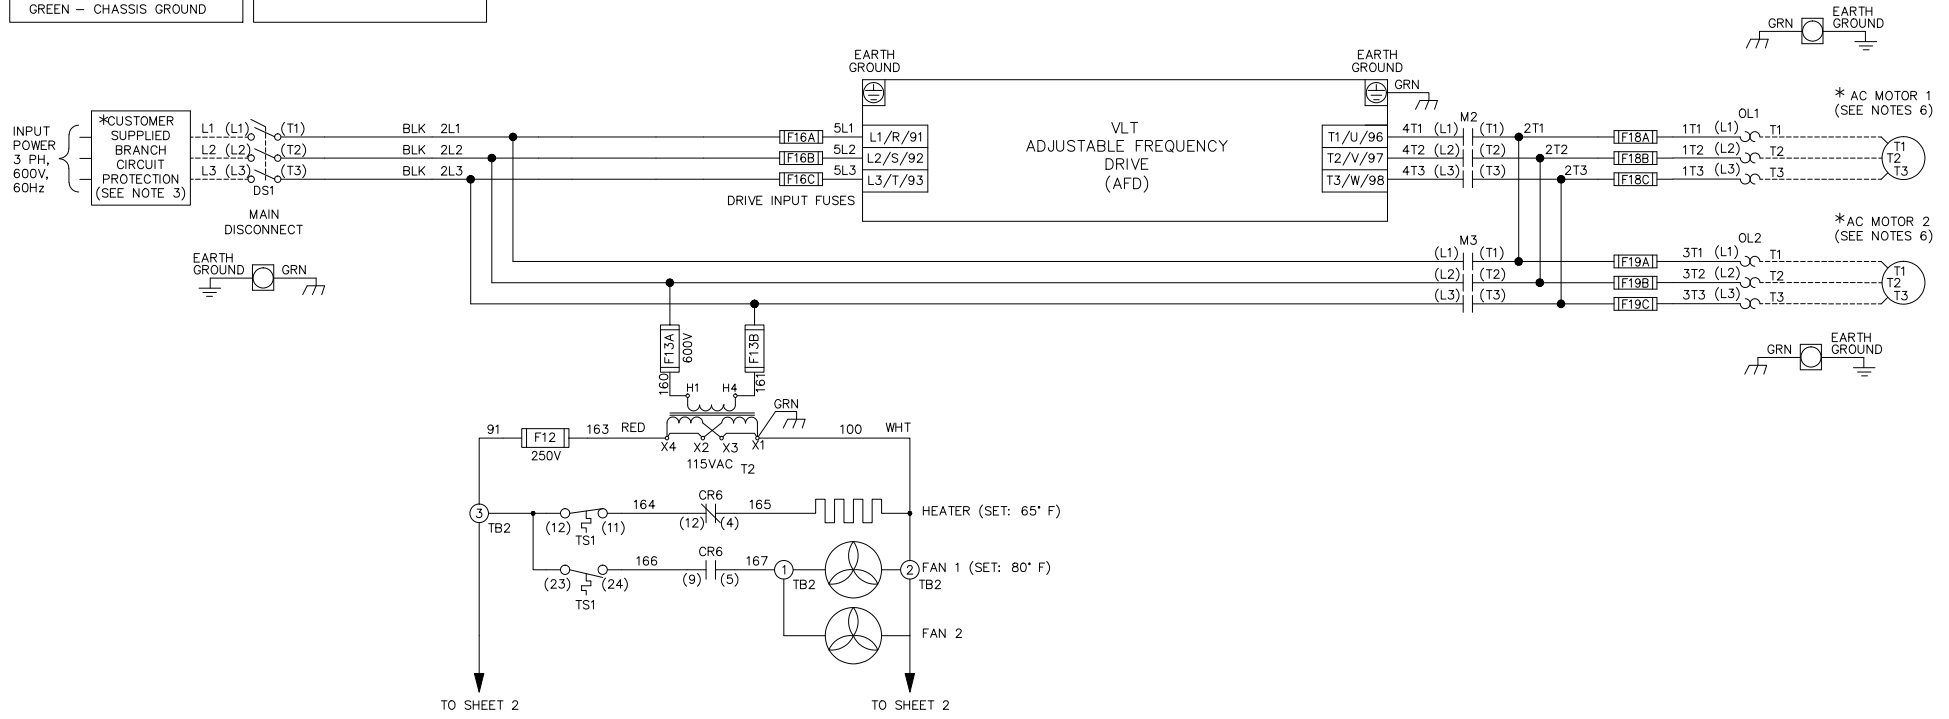 GREEN – CHASSIS GROUND
INPUT
POWER
3 PH,
600V,
60Hz
*CUSTOMER
SUPPLIED
BRANCH
CIRCUIT
PROTECTION
(SEE NOTE 3)
L1 (L1) (T1)
L2 (L2) (T2)
L3 (L3) (T3)
DS1
MAIN
DISCONNECT
EARTH
GROUND
GRN
BLK 2L1
BLK 2L2
BLK 2L3
F16A 5L1
F16B 5L2
F16C 5L3
DRIVE INPUT FUSES
EARTH
GROUND
L1/R/91
L2/S/92
L3/T/93
VLT
ADJUSTABLE FREQUENCY
DRIVE
(AFD)
EARTH
GROUND
GRN
T1/U/96
T2/V/97
T3/W/98
M2
4T1 (L1) (T1) 2T1
4T2 (L2) (T2) 2T2
4T3 (L3) (T3) 2T3
F18A 1T1 (L1) T1
F18B 1T2 (L2) T2
F18C 1T3 (L3) T3
OL1
GRN
EARTH
GROUND
* AC MOTOR 1
(SEE NOTES 6)
T1
T2
T3
M3
(L1) (T1)
(L2) (T2)
(L3) (T3)
F19A 3T1 (L1) T1
F19B 3T2 (L2) T2
F19C 3T3 (L3) T3
OL2
*AC MOTOR 2
(SEE NOTES 6)
T1
T2
T3
GRN
EARTH
GROUND
F13A
600V
F13B
160
161
H1 H4
GRN
91 F12 163 RED
250V
X4 X2 X3 X1
115VAC T2
100 WHT
3
TB2
(12) (11)
TS1
164
CR6
(12) (4)
165
HEATER (SET: 65° F)
(23) (24)
TS1
166
CR6
(9) (5)
167
1
TB2
2
TB2
FAN 1 (SET: 80° F)
FAN 2
TO SHEET 2
TO SHEET 2